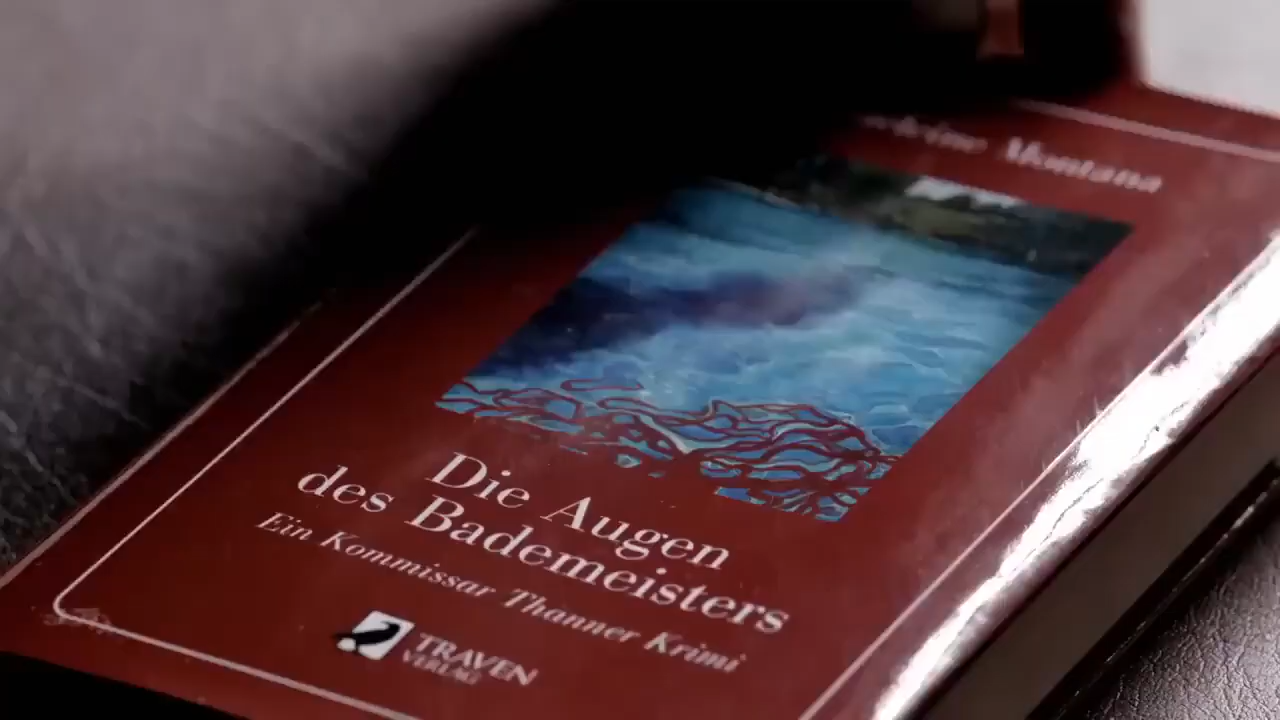 Montana
Die Augen
des Bademeisters
Ein Kommissar Thanner Krimi
TRAVEN
VERLAG